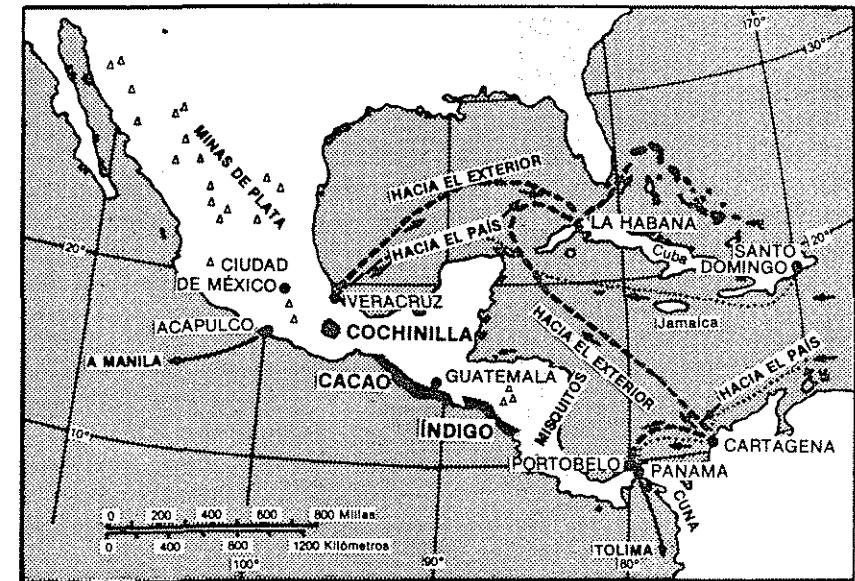 70°
30°
MINAS DE PLATA
HACIA EL EXTERIOR
HACIA EL PAÍS
LA HABANA
Cuba
SANTO
DOMINGO
20°
20°
CIUDAD
DE MÉXICO
VERACRUZ
Jamaica
ACAPULCO
COCHINILLA
A MANILA
HACIA EL EXTERIOR
HACIA EL PAÍS
CACAO
GUATEMALA
MISQUITOS
ÍNDIGO
10°
CARTAGENA
PORTOBELO
PANAMA
CUNA
TOLIMA
0 200 400 600 800 Millas
0 400 800 1200 Kilómetros
100°
90°
80°